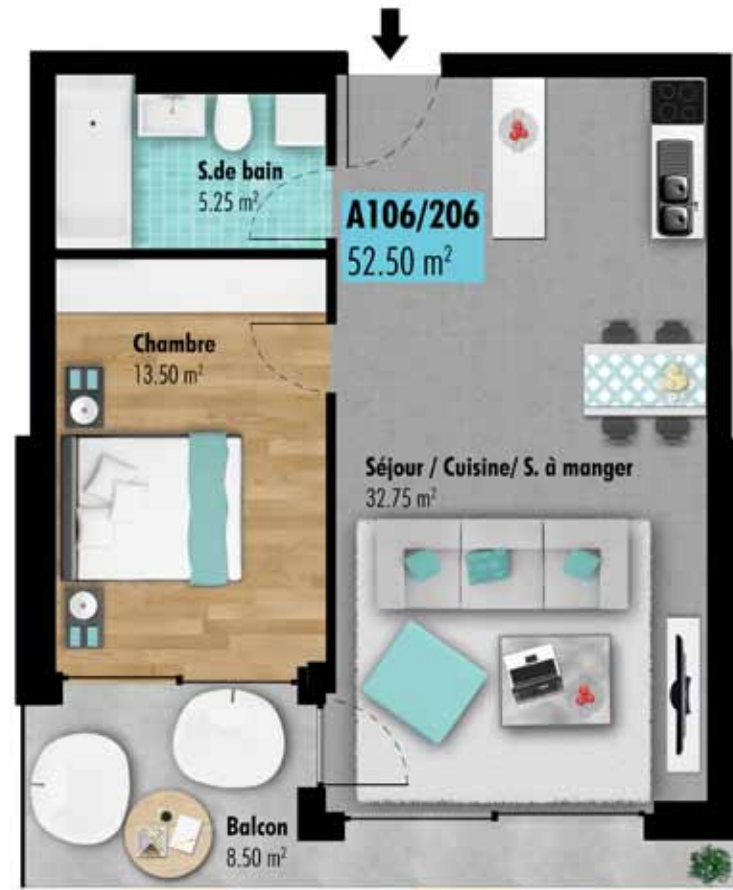 S.de bain
5.25 m²
A106/206
52.50 m²
Chambre
13.50 m²
Séjour / Cuisine/ S. à manger
32.75 m²
Balcon
8.50 m²